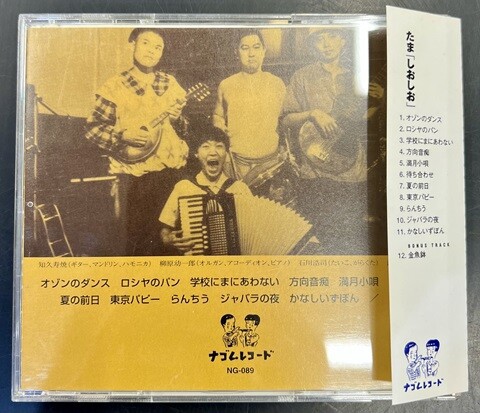 知久寿焼(ギター,マンドリン,ハモニカ) 柳原幼一郎(オルガン,アコーディオン,ピアノ) 石川浩司(たいこ,がらくた)
オゾンのダンス ロシヤのパン 学校にまにあわない 方向音痴 満月小唄
夏の前日 東京パピー らんちう ジャバラの夜 かなしいずぼん ／
ナゴムレコード
NG-089
たま「しおしお」
1. オゾンのダンス
2. ロシヤのパン
3. 学校にまにあわない
4. 方向音痴
5. 満月小唄
6. 待ち合わせ
7. 夏の前日
8. 東京パピー
9. らんちう
10. ジャバラの夜
11. かなしいずぼん
BONUS TRACK
12. 金魚鉢
ナゴムレコード